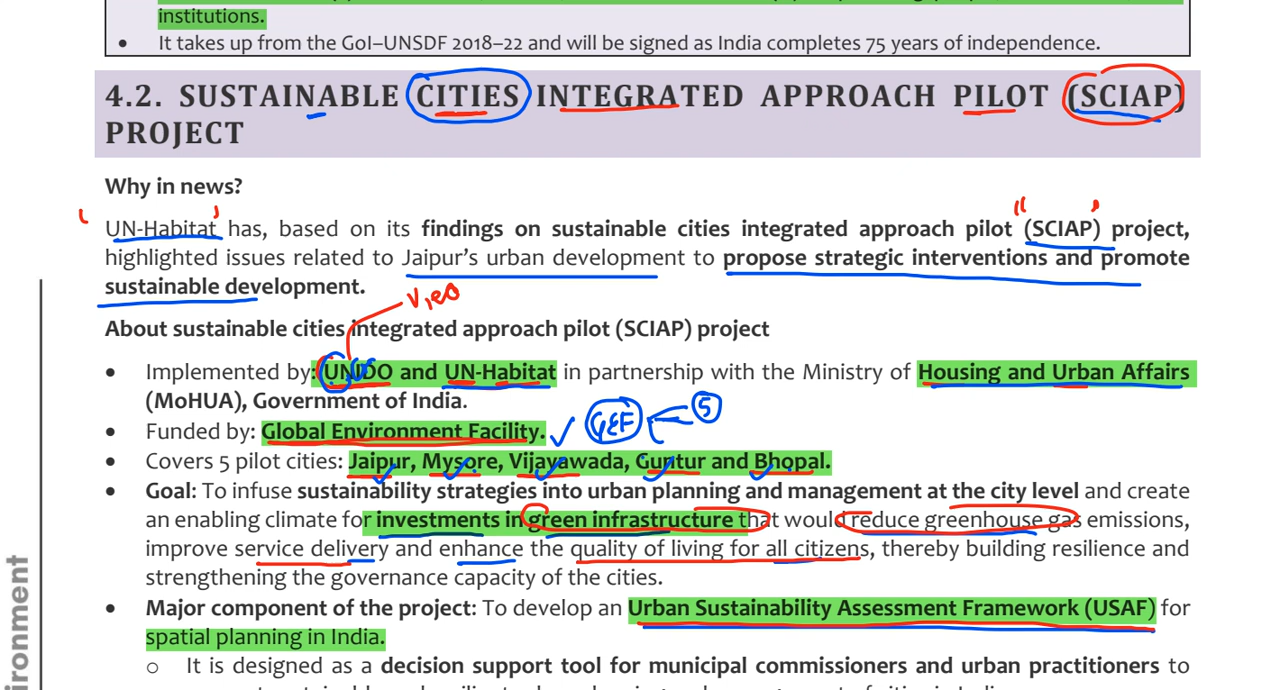 institutions.
• It takes up from the GoI–UNSDF 2018–22 and will be signed as India completes 75 years of independence.
4.2. SUSTAINABLE CITIES INTEGRATED APPROACH PILOT (SCIAP)
PROJECT
Why in news?
UN-Habitat has, based on its findings on sustainable cities integrated approach pilot (SCIAP) project,
highlighted issues related to Jaipur's urban development to propose strategic interventions and promote
sustainable development.
About sustainable cities integrated approach pilot (SCIAP) project
• Implemented by: UNIDO and UN-Habitat in partnership with the Ministry of Housing and Urban Affairs
(MoHUA), Government of India.
GEF 5
• Funded by: Global Environment Facility.
• Covers 5 pilot cities: Jaipur, Mysore, Vijayawada, Guntur and Bhopal.
• Goal: To infuse sustainability strategies into urban planning and management at the city level and create
an enabling climate for investments in green infrastructure that would reduce greenhouse gas emissions,
improve service delivery and enhance the quality of living for all citizens, thereby building resilience and
strengthening the governance capacity of the cities.
• Major component of the project: To develop an Urban Sustainability Assessment Framework (USAF) for
spatial planning in India.
o It is designed as a decision support tool for municipal commissioners and urban practitioners to
ironment